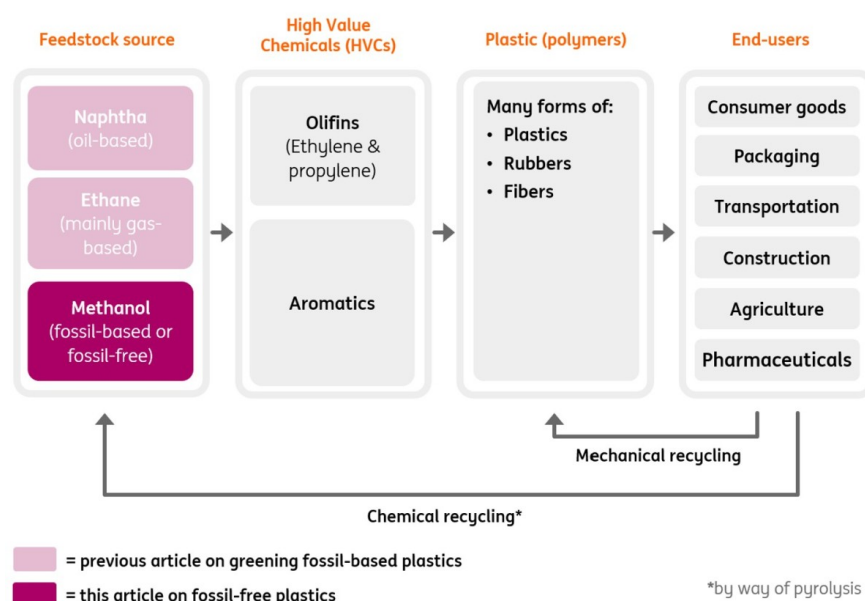 Feedstock source
High Value
Chemicals (HVCs)
Plastic (polymers)
End-users
Naphtha
(oil-based)
Ethane
(mainly gas-
based)
Methanol
(fossil-based or
fossil-free)
Olifins
(Ethylene &
propylene)
Aromatics
Many forms of:
• Plastics
• Rubbers
• Fibers
Consumer goods
Packaging
Transportation
Construction
Agriculture
Pharmaceuticals
Mechanical recycling
Chemical recycling*
= previous article on greening fossil-based plastics
= this article on fossil-free plastics
*by way of pyrolysis